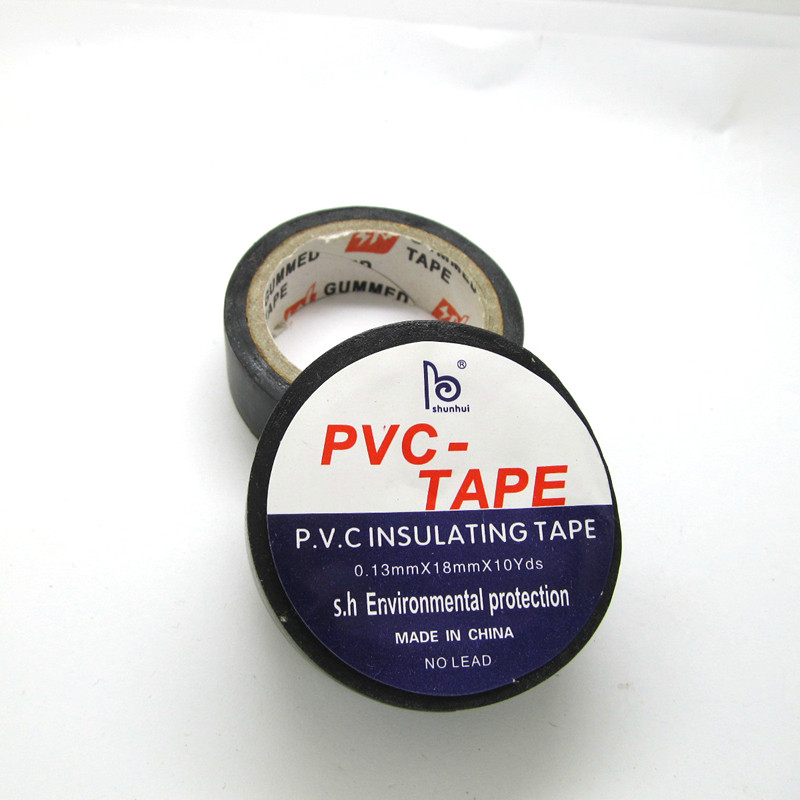 GUMMED
TAPE
TAPE
GUMMED
®
shunhui
PVC-
TAPE
P.V.C INSULATING TAPE
0.13mmX18mmX10Yds
s.h Environmental protection
MADE IN CHINA
NO LEAD